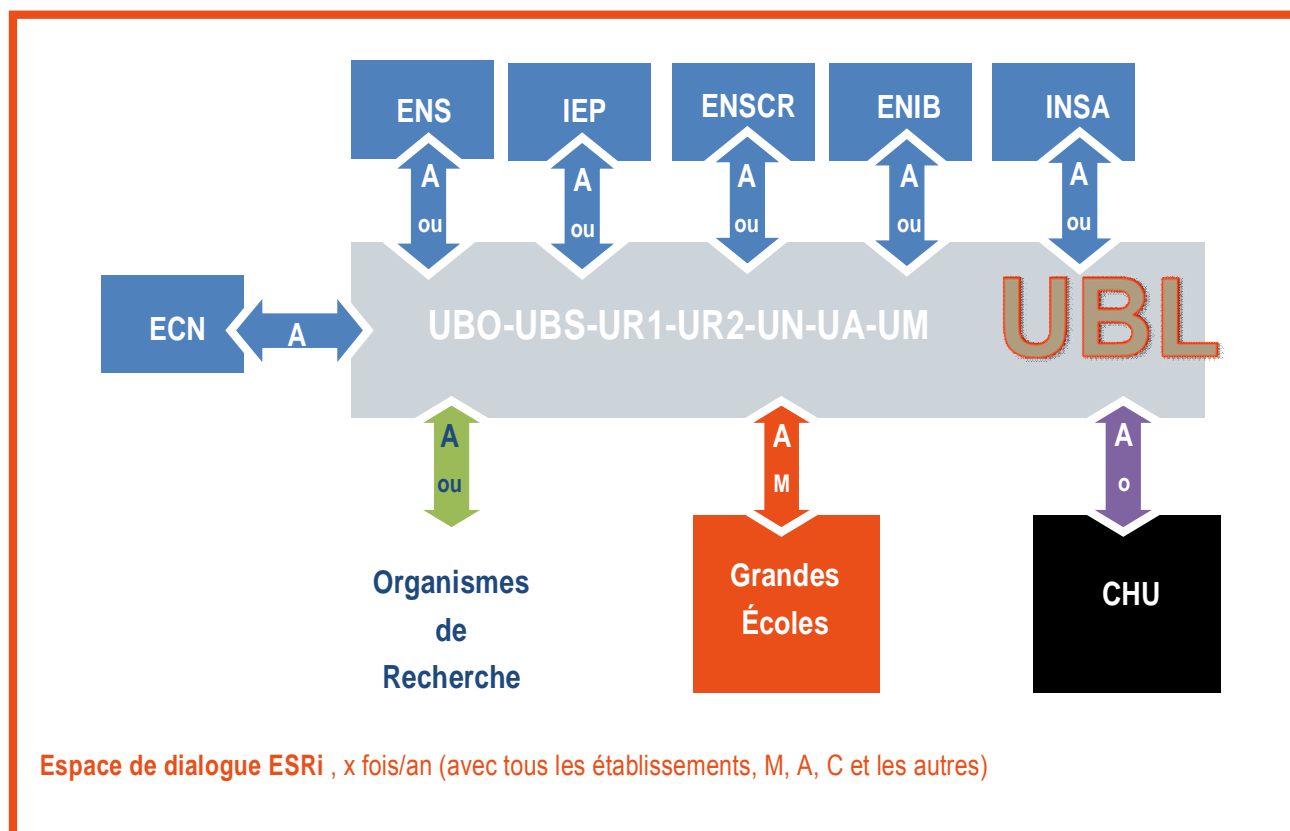 ENS
IEP
ENSCR
ENIB
INSA
A
ou
A
ou
A
ou
A
ou
A
ou
ECN
A
UBO-UBS-UR1-UR2-UN-UA-UM
UBL
A
ou
A
M
A
o
Organismes
de
Recherche
Grandes
Écoles
CHU
Espace de dialogue ESRi , x fois/an (avec tous les établissements, M, A, C et les autres)